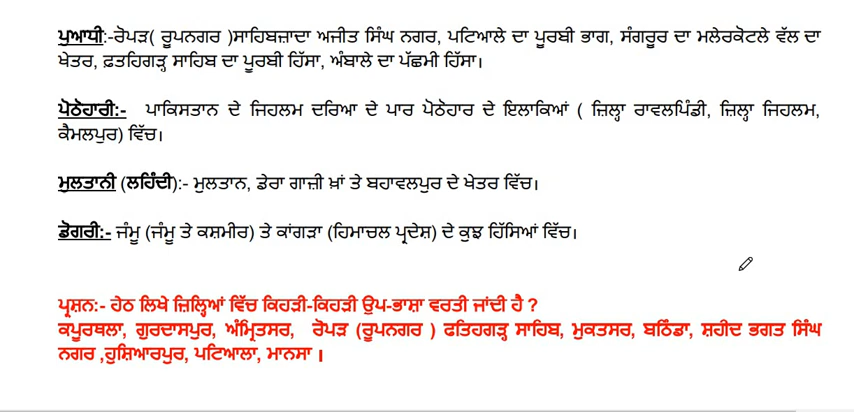 ਪੁਆਧੀ:-ਰੋਪੜ( ਰੂਪਨਗਰ )ਸਾਹਿਬਜ਼ਾਦਾ ਅਜੀਤ ਸਿੰਘ ਨਗਰ, ਪਟਿਆਲੇ ਦਾ ਪੂਰਬੀ ਭਾਗ, ਸੰਗਰੂਰ ਦਾ ਮਲੇਰਕੋਟਲੇ ਵੱਲ ਦਾ
ਖੇਤਰ, ਫ਼ਤਹਿਗੜ੍ਹ ਸਾਹਿਬ ਦਾ ਪੂਰਬੀ ਹਿੱਸਾ, ਅੰਬਾਲੇ ਦਾ ਪੱਛਮੀ ਹਿੱਸਾ।
ਪੋਠੋਹਾਰੀ:- ਪਾਕਿਸਤਾਨ ਦੇ ਜਿਹਲਮ ਦਰਿਆ ਦੇ ਪਾਰ ਪੋਠੋਹਾਰ ਦੇ ਇਲਾਕਿਆਂ ( ਜ਼ਿਲ੍ਹਾ ਰਾਵਲਪਿੰਡੀ, ਜ਼ਿਲ੍ਹਾ ਜਿਹਲਮ,
ਕੈਮਲਪੁਰ) ਵਿੱਚ।
ਮੁਲਤਾਨੀ (ਲਹਿੰਦੀ):- ਮੁਲਤਾਨ, ਡੇਰਾ ਗਾਜ਼ੀ ਖ਼ਾਂ ਤੇ ਬਹਾਵਲਪੁਰ ਦੇ ਖੇਤਰ ਵਿੱਚ।
ਡੋਗਰੀ:- ਜੰਮੂ (ਜੰਮੂ ਤੇ ਕਸ਼ਮੀਰ) ਤੇ ਕਾਂਗੜਾ (ਹਿਮਾਚਲ ਪ੍ਰਦੇਸ਼) ਦੇ ਕੁਝ ਹਿੱਸਿਆਂ ਵਿੱਚ।
ਪ੍ਰਸ਼ਨ:- ਹੇਠ ਲਿਖੇ ਜ਼ਿਲ੍ਹਿਆਂ ਵਿੱਚ ਕਿਹੜੀ-ਕਿਹੜੀ ਉਪ-ਭਾਸ਼ਾ ਵਰਤੀ ਜਾਂਦੀ ਹੈ ?
ਕਪੂਰਥਲਾ, ਗੁਰਦਾਸਪੁਰ, ਅੰਮ੍ਰਿਤਸਰ, ਰੋਪੜ (ਰੂਪਨਗਰ ) ਫਤਿਹਗੜ੍ਹ ਸਾਹਿਬ, ਮੁਕਤਸਰ, ਬਠਿੰਡਾ, ਸ਼ਹੀਦ ਭਗਤ ਸਿੰਘ
ਨਗਰ ,ਹੁਸ਼ਿਆਰਪੁਰ, ਪਟਿਆਲਾ, ਮਾਨਸਾ ।